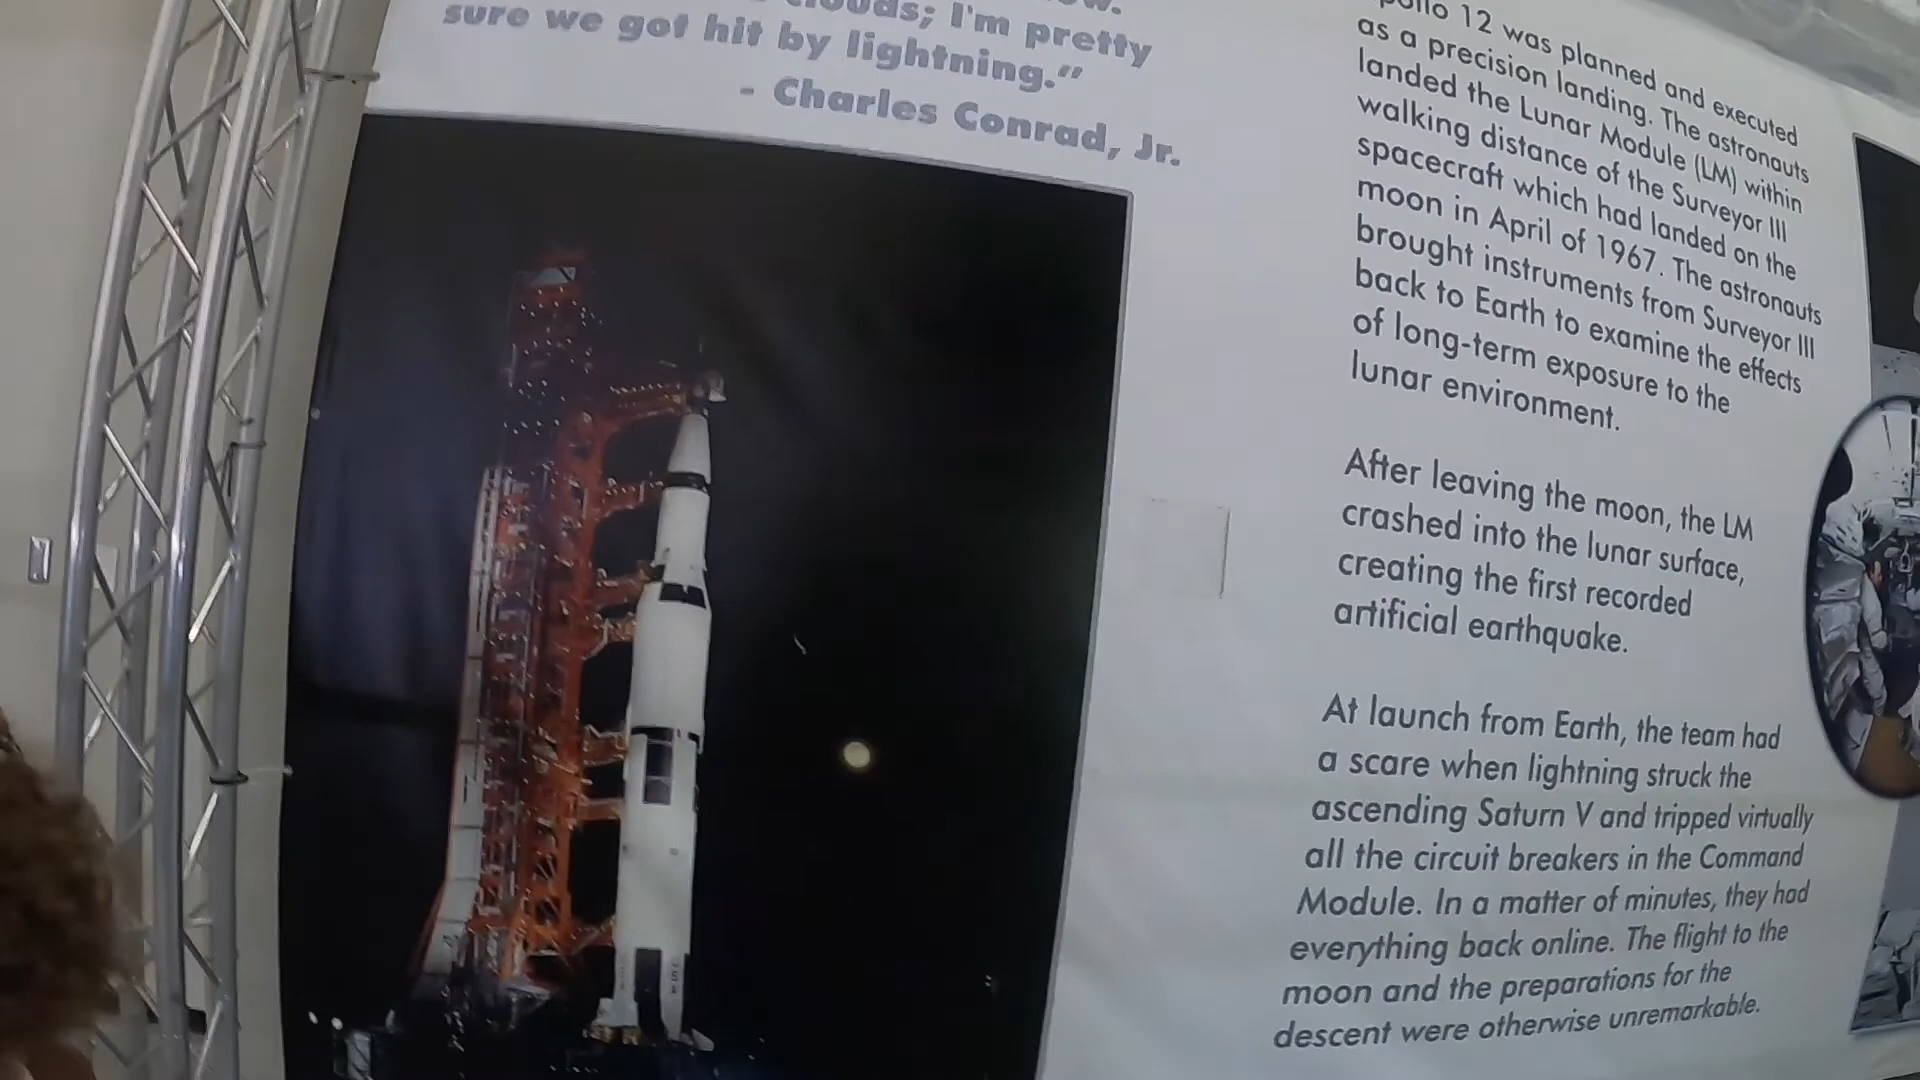 I'm pretty
sure we got hit by lightning."
- Charles Conrad, Jr.
12 was planned and executed
as a precision landing. The astronauts
landed the Lunar Module (LM) within
walking distance of the Surveyor III
spacecraft which had landed on the
moon in April of 1967. The astronauts
brought instruments from Surveyor III
back to Earth to examine the effects
of long-term exposure to the
lunar environment.
After leaving the moon, the LM
crashed into the lunar surface,
creating the first recorded
artificial earthquake.
At launch from Earth, the team had
a scare when lightning struck the
ascending Saturn V and tripped virtually
all the circuit breakers in the Command
Module. In a matter of minutes, they had
everything back online. The flight to the
moon and the preparations for the
descent were otherwise unremarkable.